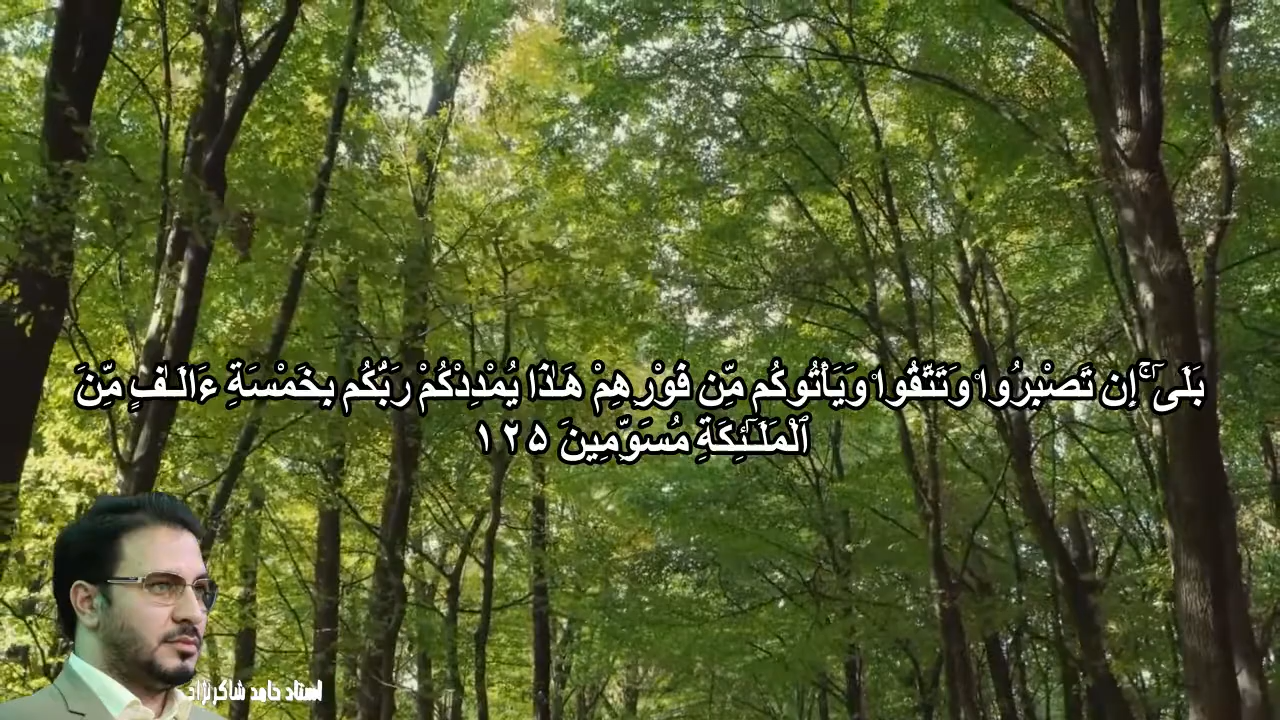 بَلَىٰٓۚ إِن تَصْبِرُوا۟ وَتَتَّقُوا۟ وَيَأْتُوكُم مِّن فَوْرِهِمْ هَـٰذَا يُمْدِدْكُمْ رَبُّكُم بِخَمْسَةِ ءَالَـٰفٍ مِّنَ
ٱلْمَلَـٰٓئِكَةِ مُسَوِّمِينَ ١٢٥
استاد حامد شاکرنژاد